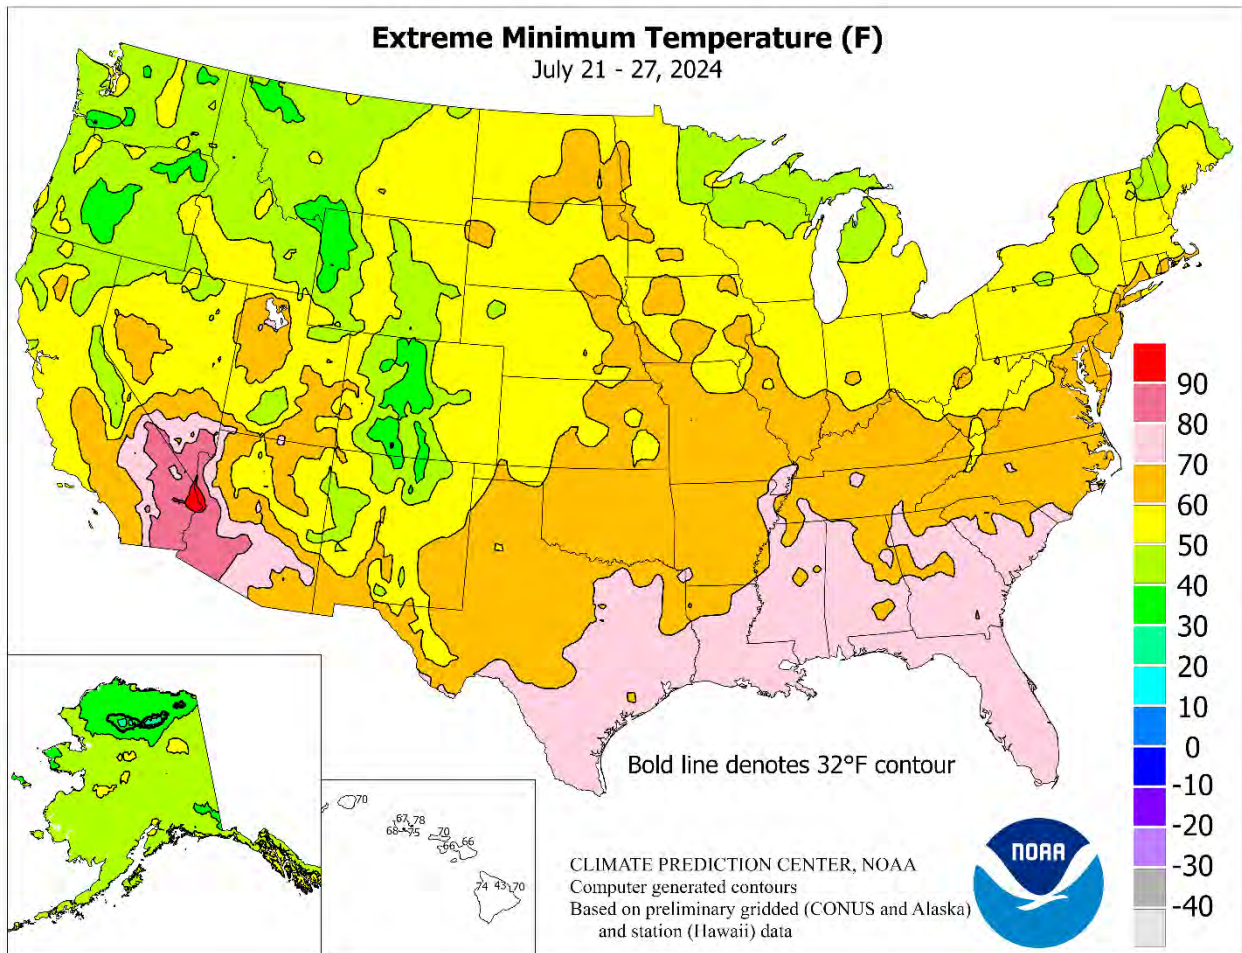 Extreme Minimum Temperature (F)
July 21 - 27, 2024
90
80
70
60
50
40
30
20
10
0
-10
-20
-30
-40
Bold line denotes 32°F contour
70
67 78
68 75
70
66 66
74 43 70
CLIMATE PREDICTION CENTER, NOAA
Computer generated contours
Based on preliminary gridded (CONUS and Alaska)
and station (Hawaii) data
NOAA